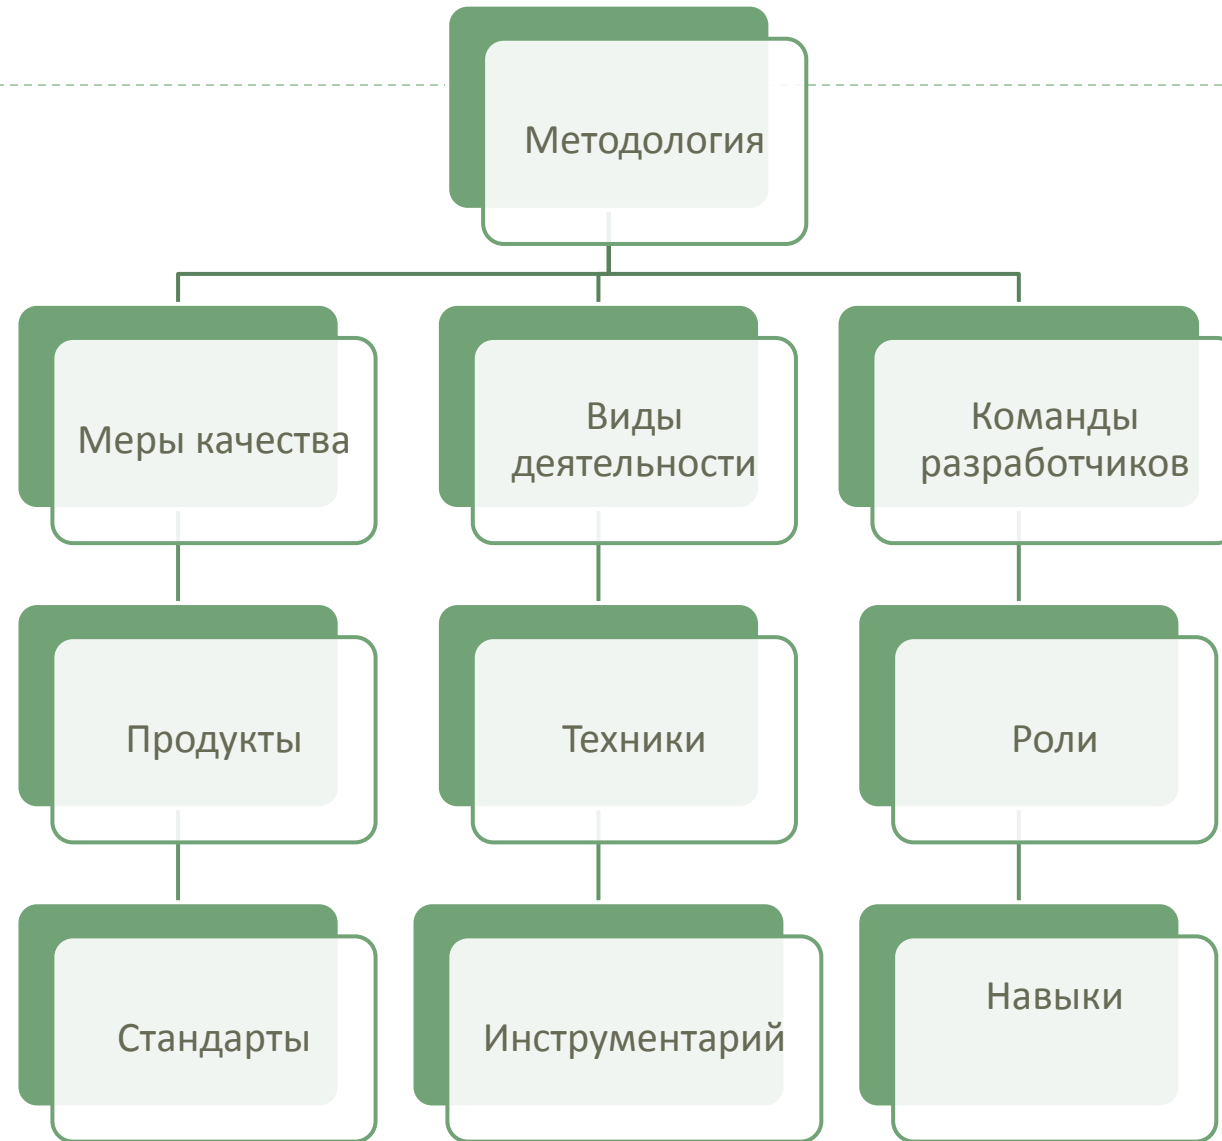 Методология
Меры качества
Виды
деятельности
Команды
разработчиков
Продукты
Техники
Роли
Стандарты
Инструментарий
Навыки